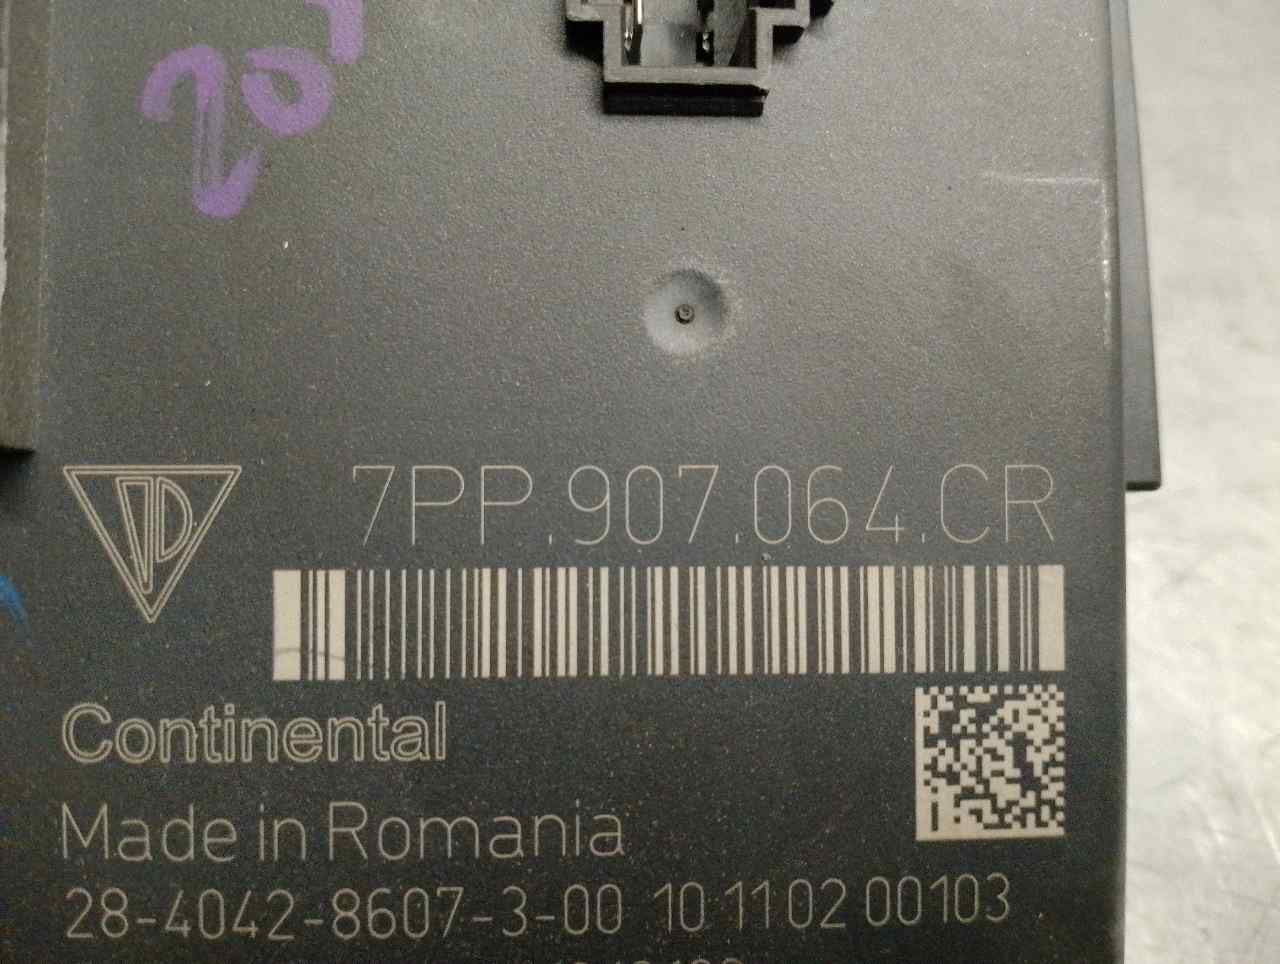 7PP.907.064.CR
Continental
Made in Romania
28-4042-8607-3-00 10 11 02 00103